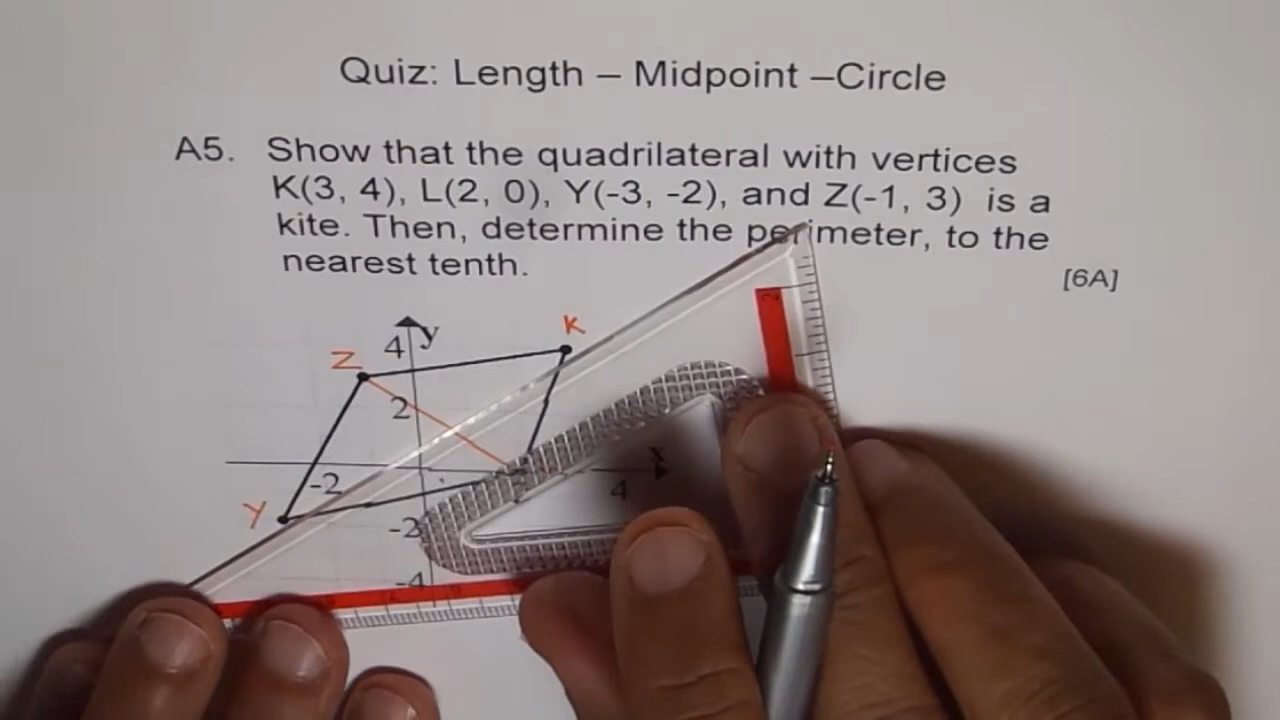 Quiz: Length – Midpoint –Circle
A5. Show that the quadrilateral with vertices
K(3, 4), L(2, 0), Y(-3, -2), and Z(-1, 3) is a
kite. Then, determine the perimeter, to the
nearest tenth.
[6A]
K
y
4
Z
2
x
-2
4
Y
-2
-4
2